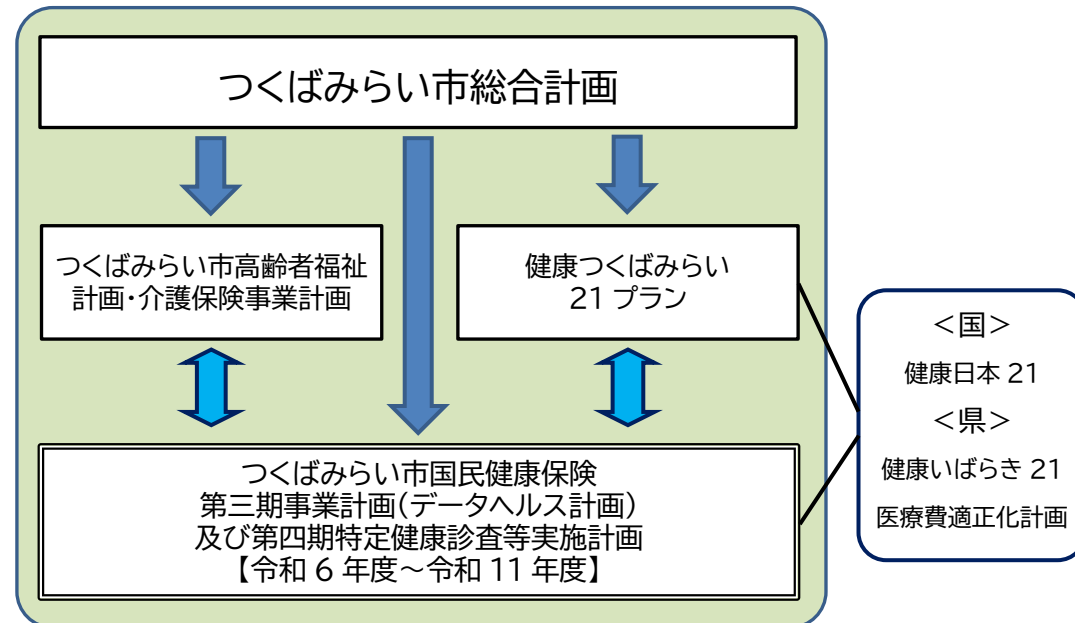 つくばみらい市総合計画
つくばみらい市高齢者福祉
計画・介護保険事業計画
健康つくばみらい
21 プラン
つくばみらい市国民健康保険
第三期事業計画（データヘルス計画）
及び第四期特定健康診査等実施計画
【令和 6 年度～令和 11 年度】
＜国＞
健康日本 21
＜県＞
健康いばらき 21
医療費適正化計画